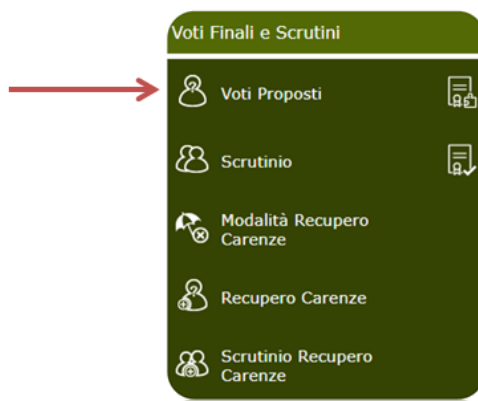 Voti Finali e Scrutini
Voti Proposti
Scrutinio
Modalità Recupero
Carenze
Recupero Carenze
Scrutinio Recupero
Carenze